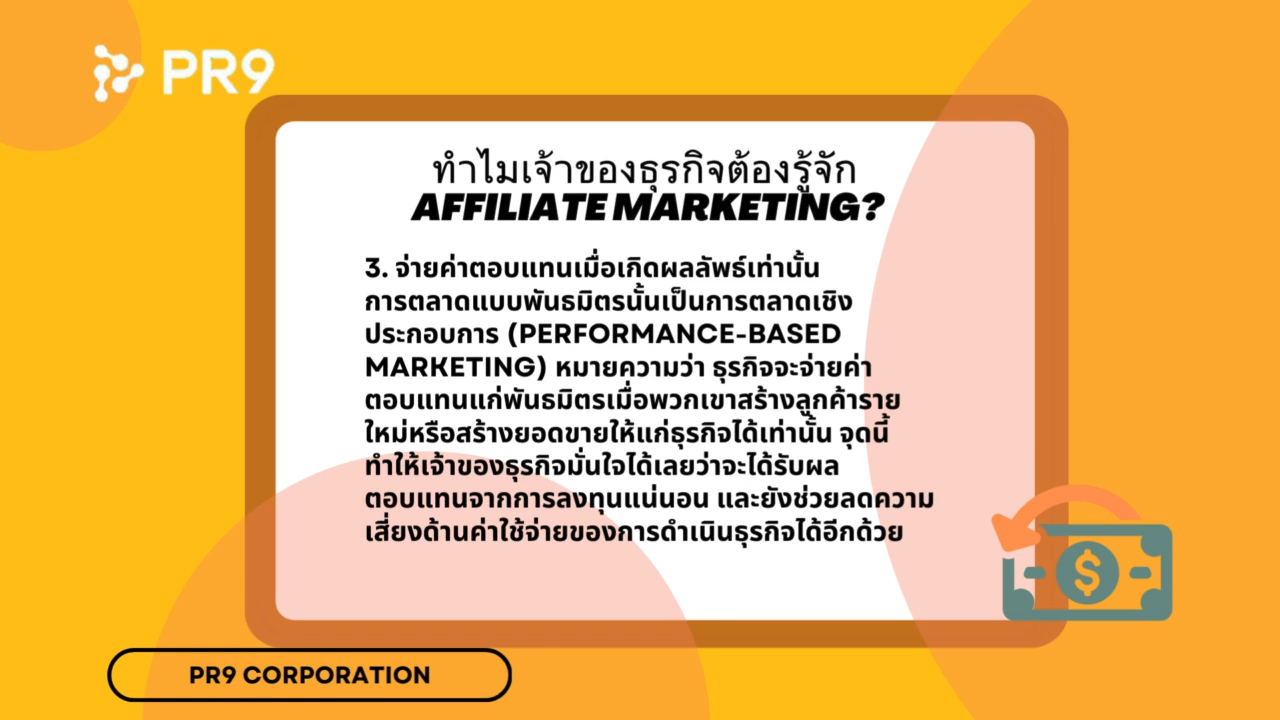 PR9
ทำไมเจ้าของธุรกิจต้องรู้จัก
AFFILIATE MARKETING?
3. จ่ายค่าตอบแทนเมื่อเกิดผลลัพธ์เท่านั้น
การตลาดแบบพันธมิตรนั้นเป็นการตลาดเชิง
ประกอบการ (PERFORMANCE-BASED
MARKETING) หมายความว่า ธุรกิจจะจ่ายค่า
ตอบแทนแก่พันธมิตรเมื่อพวกเขาสร้างลูกค้าราย
ใหม่หรือสร้างยอดขายให้แก่ธุรกิจได้เท่านั้น จุดนี้
ทำให้เจ้าของธุรกิจมั่นใจได้เลยว่าจะได้รับผล
ตอบแทนจากการลงทุนแน่นอน และยังช่วยลดความ
เสี่ยงด้านค่าใช้จ่ายของการดำเนินธุรกิจได้อีกด้วย
$
PR9 CORPORATION